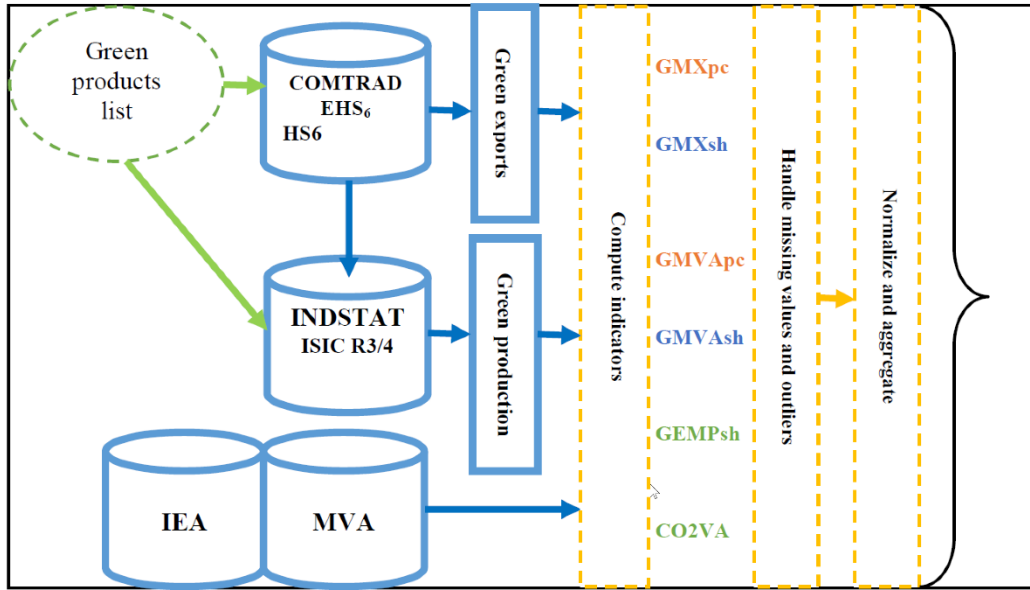 Green
products
list
COMTRAD
EHS₆
HS6
Green exports
INDSTAT
ISIC R3/4
Green production
IEA
MVA
Compute indicators
GMXpc
GMXsh
GMVApc
GMVAsh
GEMPsh
CO2VA
Handle missing values and outliers
Normalize and aggregate